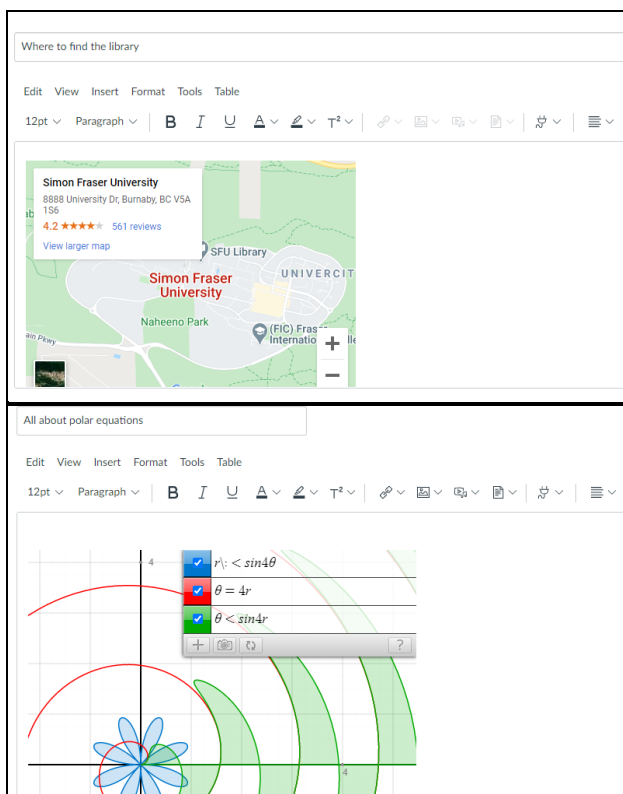 Where to find the library
Edit View Insert Format Tools Table
12pt Paragraph B I U A T²
Simon Fraser University
8888 University Dr, Burnaby, BC V5A
1S6
4.2 ★★★★★ 561 reviews
View larger map
SFU Library
Simon Fraser
University
UNIVERCIT
Naheeno Park
(FIC) Fras
Internatio
ain Pkwy
+
−
All about polar equations
Edit View Insert Format Tools Table
12pt Paragraph B I U A T²
4
r\: < sin4θ
θ = 4r
θ < sin4r
+ ?
4